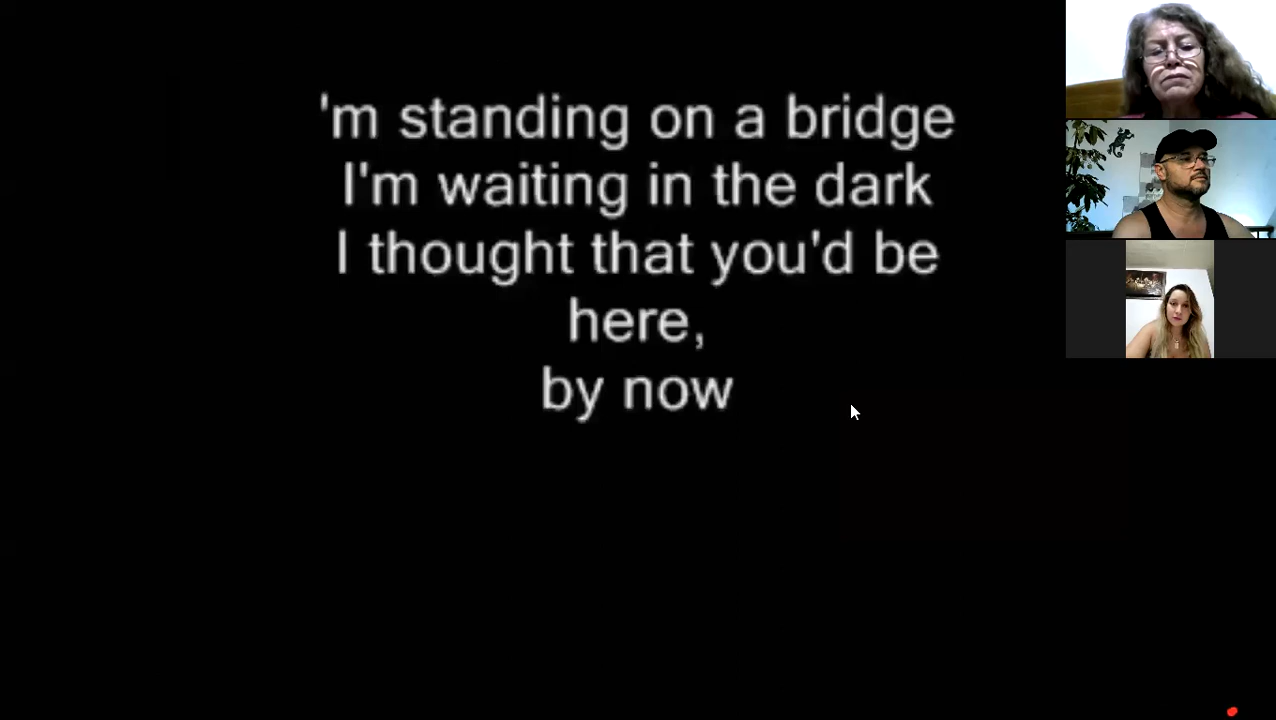 'm standing on a bridge
I'm waiting in the dark
I thought that you'd be
here,
by now